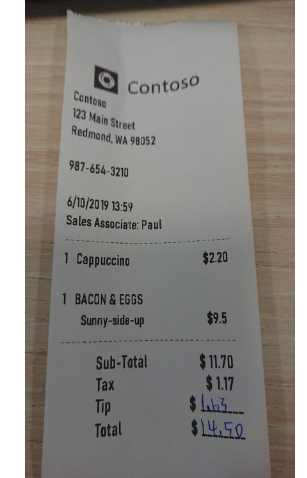 Contoso
Contoso
123 Main Street
Redmond, WA 98052
987-654-3210
6/10/2019 13:59
Sales Associate: Paul
1 Cappuccino $2.20
1 BACON & EGGS
Sunny-side-up $9.5
Sub-Total $ 11.70
Tax $ 1.17
Tip $ 1.63
Total $ 14.50